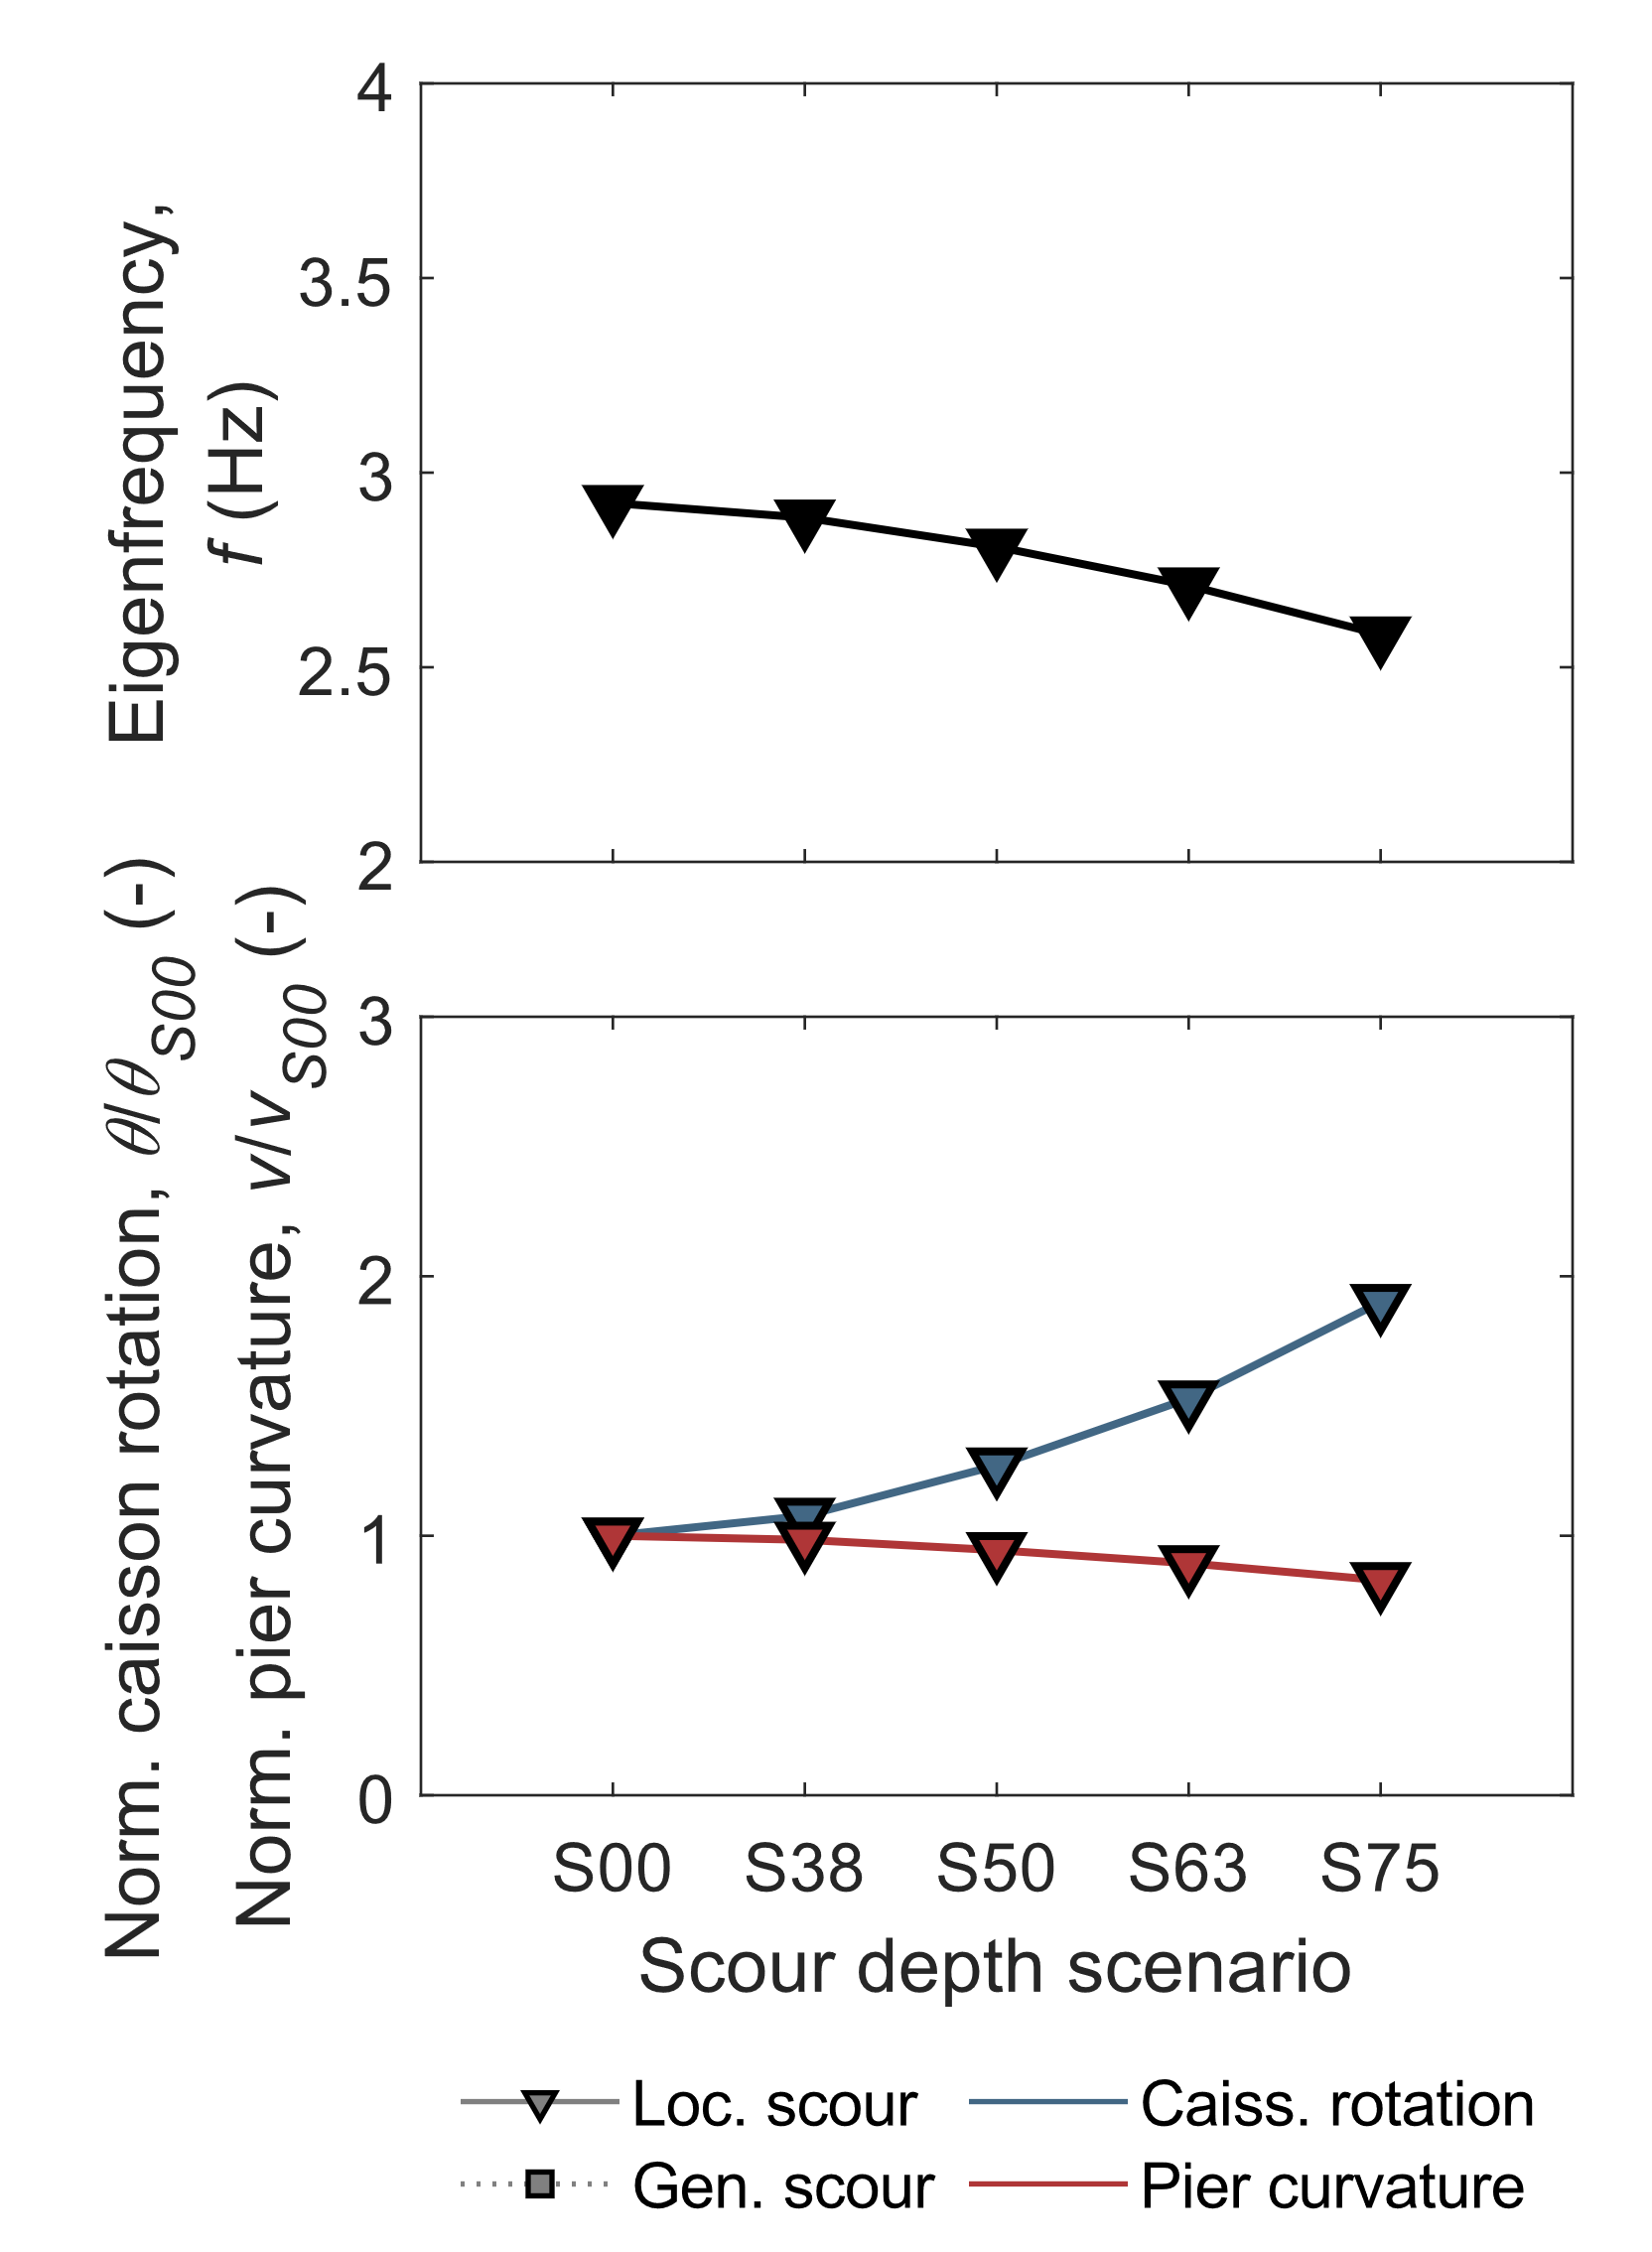 Eigenfrequency,
f (Hz)
4
3.5
3
2.5
2
Norm. caisson rotation, θ/θS00 (-)
Norm. pier curvature, v/vS00 (-)
3
2
1
0
S00 S38 S50 S63 S75
Scour depth scenario
Loc. scour Caiss. rotation
Gen. scour Pier curvature